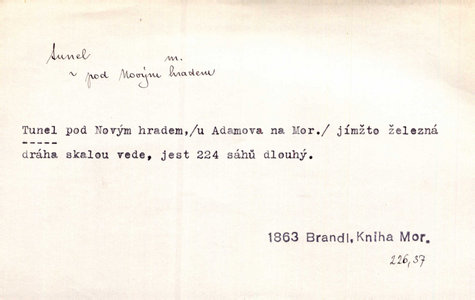 tunel m.
~ pod Novým hradem
Tunel pod Novým hradem,/u Adamova na Mor./ jímžto železná
dráha skalou vede, jest 224 sáhů dlouhý.
1863 Brandl, Kniha Mor.
226,37